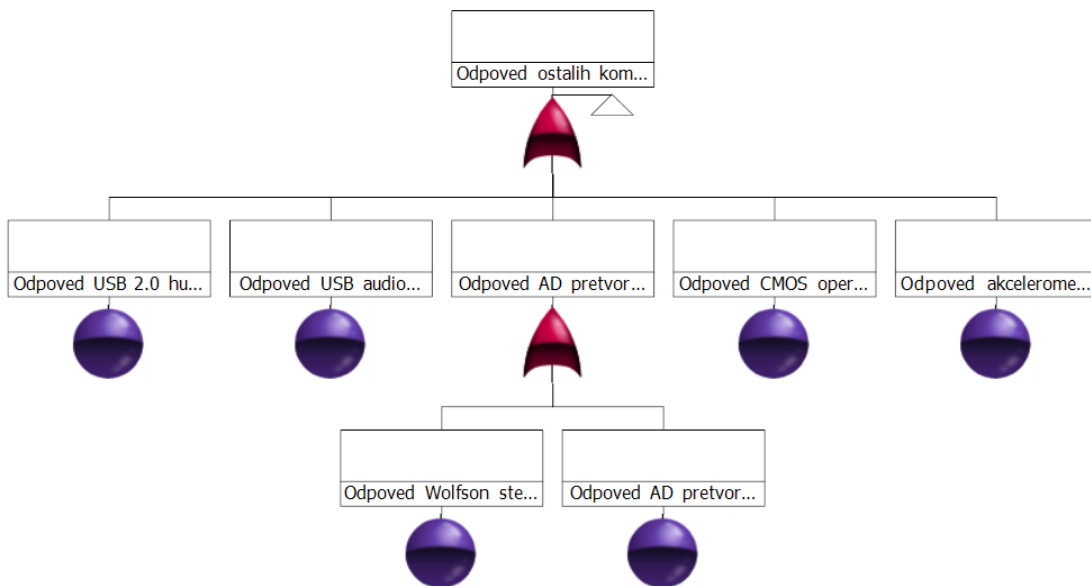 Odpoved ostalih kom...
Odpoved USB 2.0 hu...
Odpoved USB audio...
Odpoved AD pretvor...
Odpoved CMOS oper...
Odpoved akcelerome...
Odpoved Wolfson ste...
Odpoved AD pretvor...